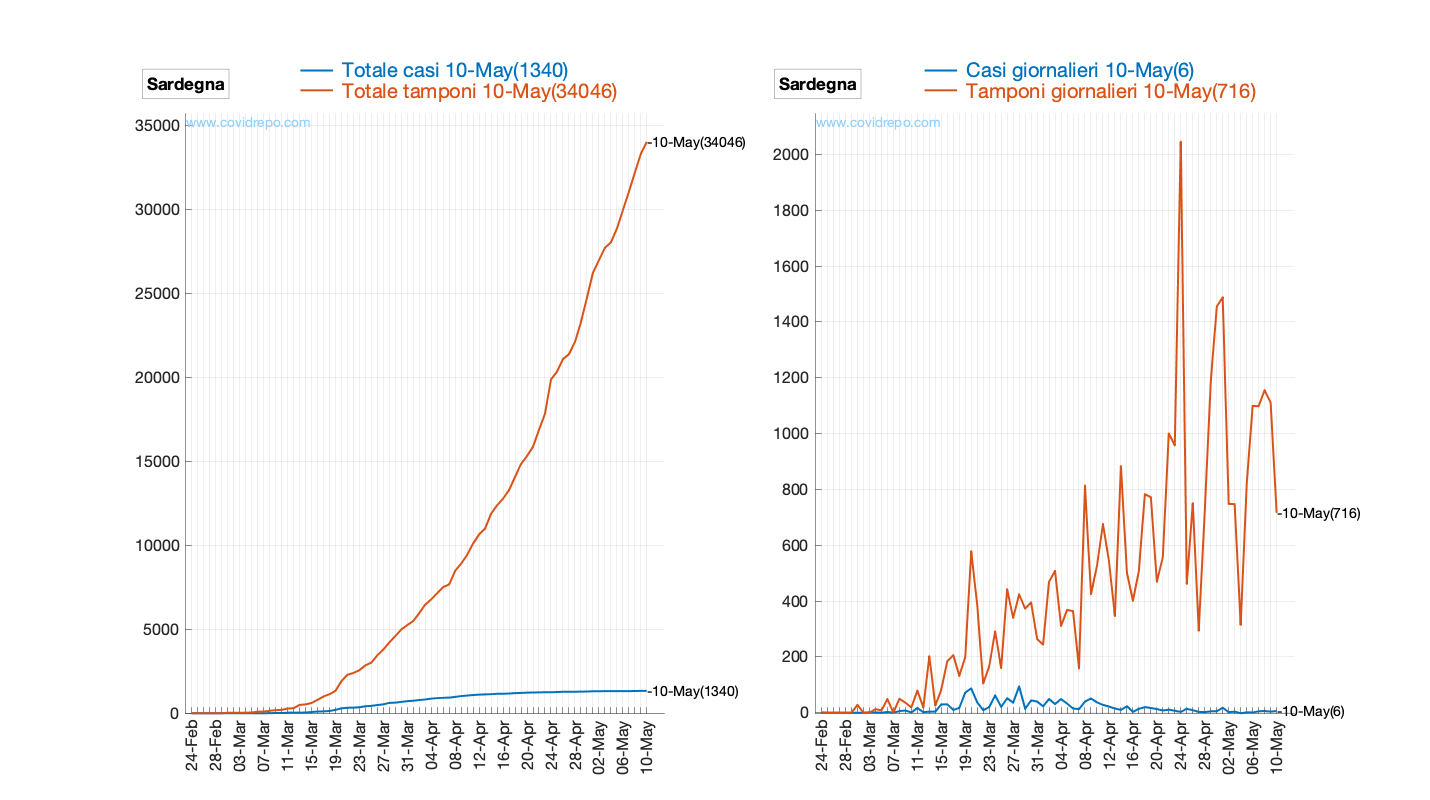 Sardegna
Totale casi 10-May(1340)
Totale tamponi 10-May(34046)
www.covidrepo.com
35000
30000
25000
20000
15000
10000
5000
0
10-May(34046)
10-May(1340)
24-Feb
28-Feb
03-Mar
07-Mar
11-Mar
15-Mar
19-Mar
23-Mar
27-Mar
31-Mar
04-Apr
08-Apr
12-Apr
16-Apr
20-Apr
24-Apr
28-Apr
02-May
06-May
10-May
Sardegna
Casi giornalieri 10-May(6)
Tamponi giornalieri 10-May(716)
www.covidrepo.com
2000
1800
1600
1400
1200
1000
800
600
400
200
0
10-May(716)
10-May(6)
24-Feb
28-Feb
03-Mar
07-Mar
11-Mar
15-Mar
19-Mar
23-Mar
27-Mar
31-Mar
04-Apr
08-Apr
12-Apr
16-Apr
20-Apr
24-Apr
28-Apr
02-May
06-May
10-May